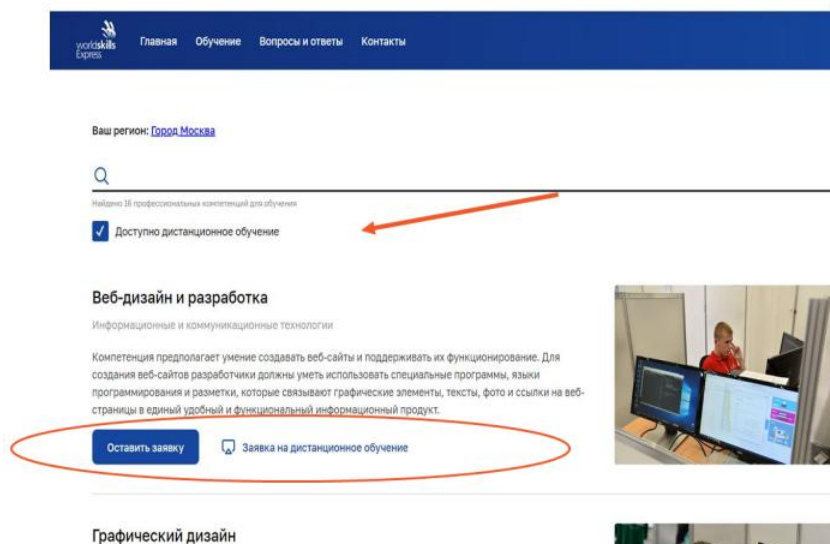 worldskills
Express
Главная Обучение Вопросы и ответы Контакты
Ваш регион: Город Москва
Найдено 16 профессиональных компетенций для обучения
Доступно дистанционное обучение
Веб-дизайн и разработка
Информационные и коммуникационные технологии
Компетенция предполагает умение создавать веб-сайты и поддерживать их функционирование. Для
создания веб-сайтов разработчики должны уметь использовать специальные программы, языки
программирования и разметки, которые связывают графические элементы, тексты, фото и ссылки на веб-
страницы в единый удобный и функциональный информационный продукт.
Оставить заявку Заявка на дистанционное обучение
Графический дизайн